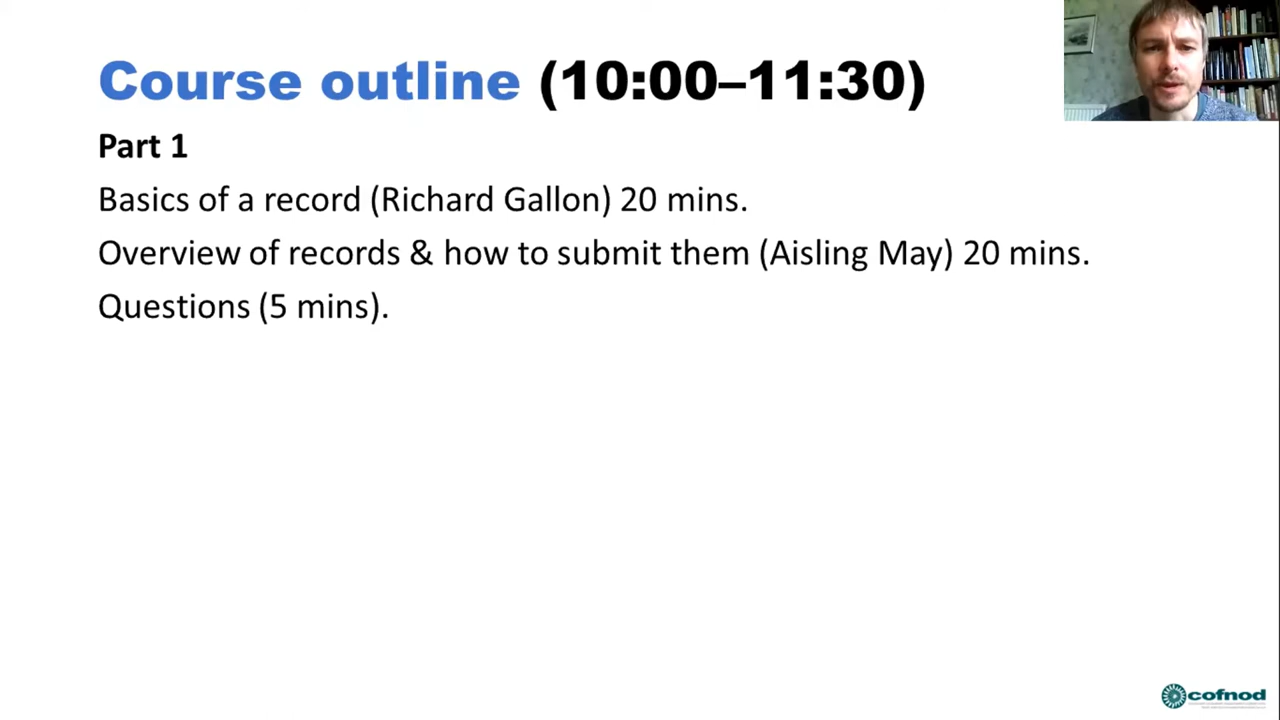 Course outline (10:00–11:30)
Part 1
Basics of a record (Richard Gallon) 20 mins.
Overview of records & how to submit them (Aisling May) 20 mins.
Questions (5 mins).
cofnod